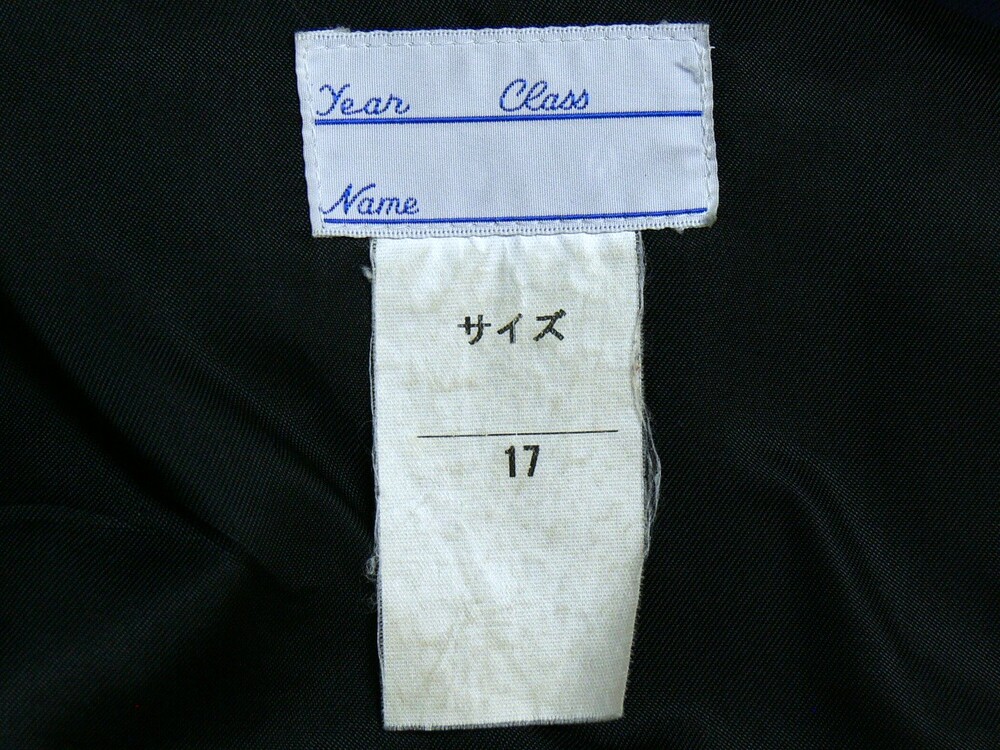 Year Class
Name
サイズ
17